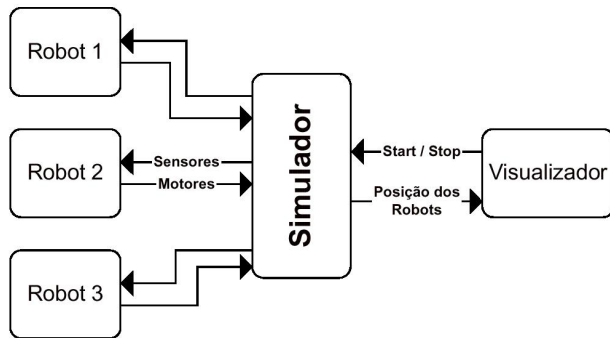 Robot 1
Robot 2
Robot 3
Sensores
Motores
Simulador
Start / Stop
Posição dos
Robots
Visualizador